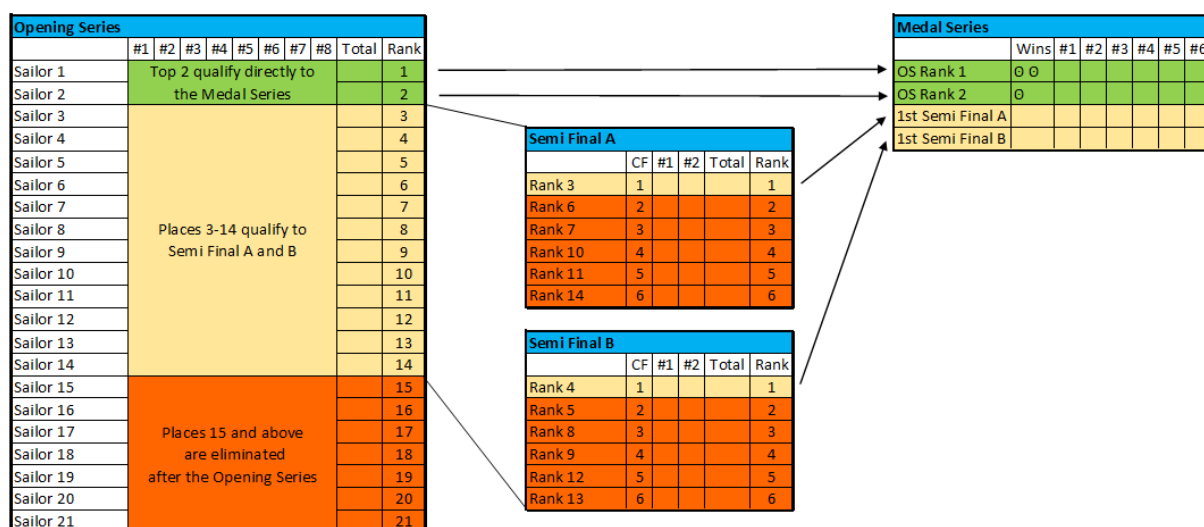 Opening Series
#1 #2 #3 #4 #5 #6 #7 #8 Total Rank
Sailor 1 Top 2 qualify directly to 1
Sailor 2 the Medal Series 2
Sailor 3 3
Sailor 4 4
Sailor 5 5
Sailor 6 6
Sailor 7 7
Sailor 8 Places 3-14 qualify to 8
Sailor 9 Semi Final A and B 9
Sailor 10 10
Sailor 11 11
Sailor 12 12
Sailor 13 13
Sailor 14 14
Sailor 15 15
Sailor 16 16
Sailor 17 Places 15 and above 17
Sailor 18 are eliminated 18
Sailor 19 after the Opening Series 19
Sailor 20 20
Sailor 21 21
Semi Final A
CF #1 #2 Total Rank
Rank 3 1 1
Rank 6 2 2
Rank 7 3 3
Rank 10 4 4
Rank 11 5 5
Rank 14 6 6
Semi Final B
CF #1 #2 Total Rank
Rank 4 1 1
Rank 5 2 2
Rank 8 3 3
Rank 9 4 4
Rank 12 5 5
Rank 13 6 6
Medal Series
Wins #1 #2 #3 #4 #5 #6
OS Rank 1 ʘ ʘ
OS Rank 2 ʘ
1st Semi Final A
1st Semi Final B